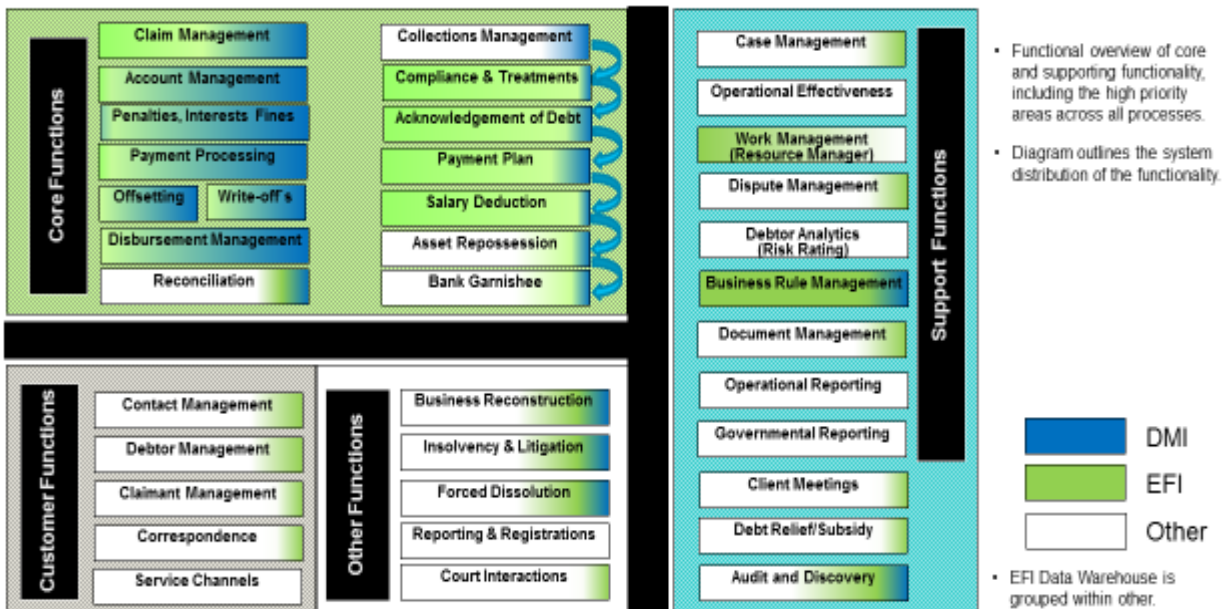 Core Functions
Claim Management
Account Management
Penalties, Interests Fines
Payment Processing
Offsetting
Write-off's
Disbursement Management
Reconciliation
Collections Management
Compliance & Treatments
Acknowledgement of Debt
Payment Plan
Salary Deduction
Asset Repossession
Bank Garnishee
Customer Functions
Contact Management
Debtor Management
Claimant Management
Correspondence
Service Channels
Other Functions
Business Reconstruction
Insolvency & Litigation
Forced Dissolution
Reporting & Registrations
Court Interactions
Support Functions
Case Management
Operational Effectiveness
Work Management
(Resource Manager)
Dispute Management
Debtor Analytics
(Risk Rating)
Business Rule Management
Document Management
Operational Reporting
Governmental Reporting
Client Meetings
Debt Relief/Subsidy
Audit and Discovery
• Functional overview of core
and supporting functionality,
including the high priority
areas across all processes.
• Diagram outlines the system
distribution of the functionality.
DMI
EFI
Other
• EFI Data Warehouse is
grouped within other.